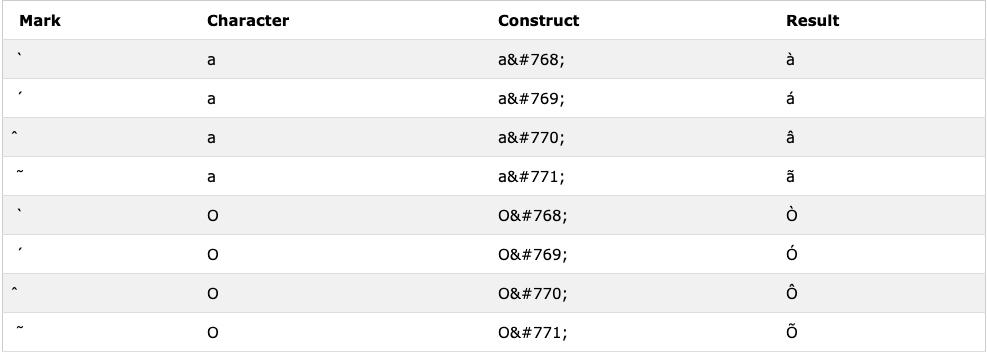 Mark Character Construct Result
̀ a a&#768; à
́ a a&#769; á
̂ a a&#770; â
̃ a a&#771; ã
̀ O O&#768; Ò
́ O O&#769; Ó
̂ O O&#770; Ô
̃ O O&#771; Õ